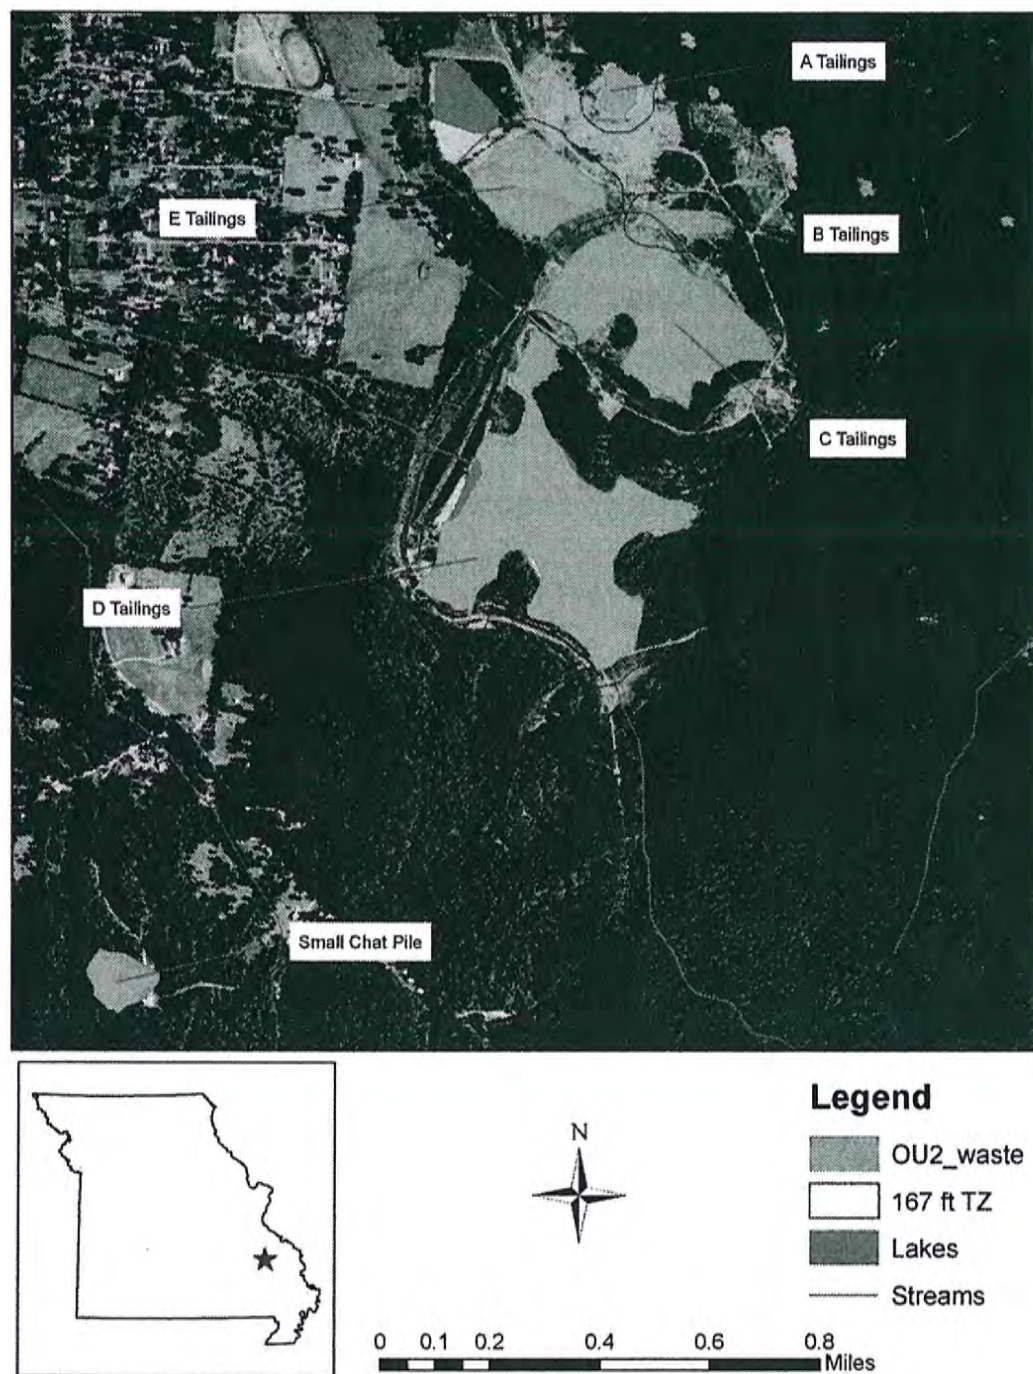 A Tailings
E Tailings
B Tailings
C Tailings
D Tailings
Small Chat Pile
Legend
N
OU2_waste
167 ft TZ
Lakes
Streams
0 0.1 0.2 0.4 0.6 0.8
Miles